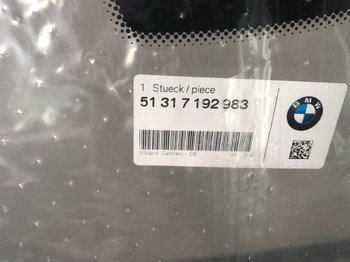 1 Stueck / piece
51 31 7 192 983
BMW
Made in Germany - DE